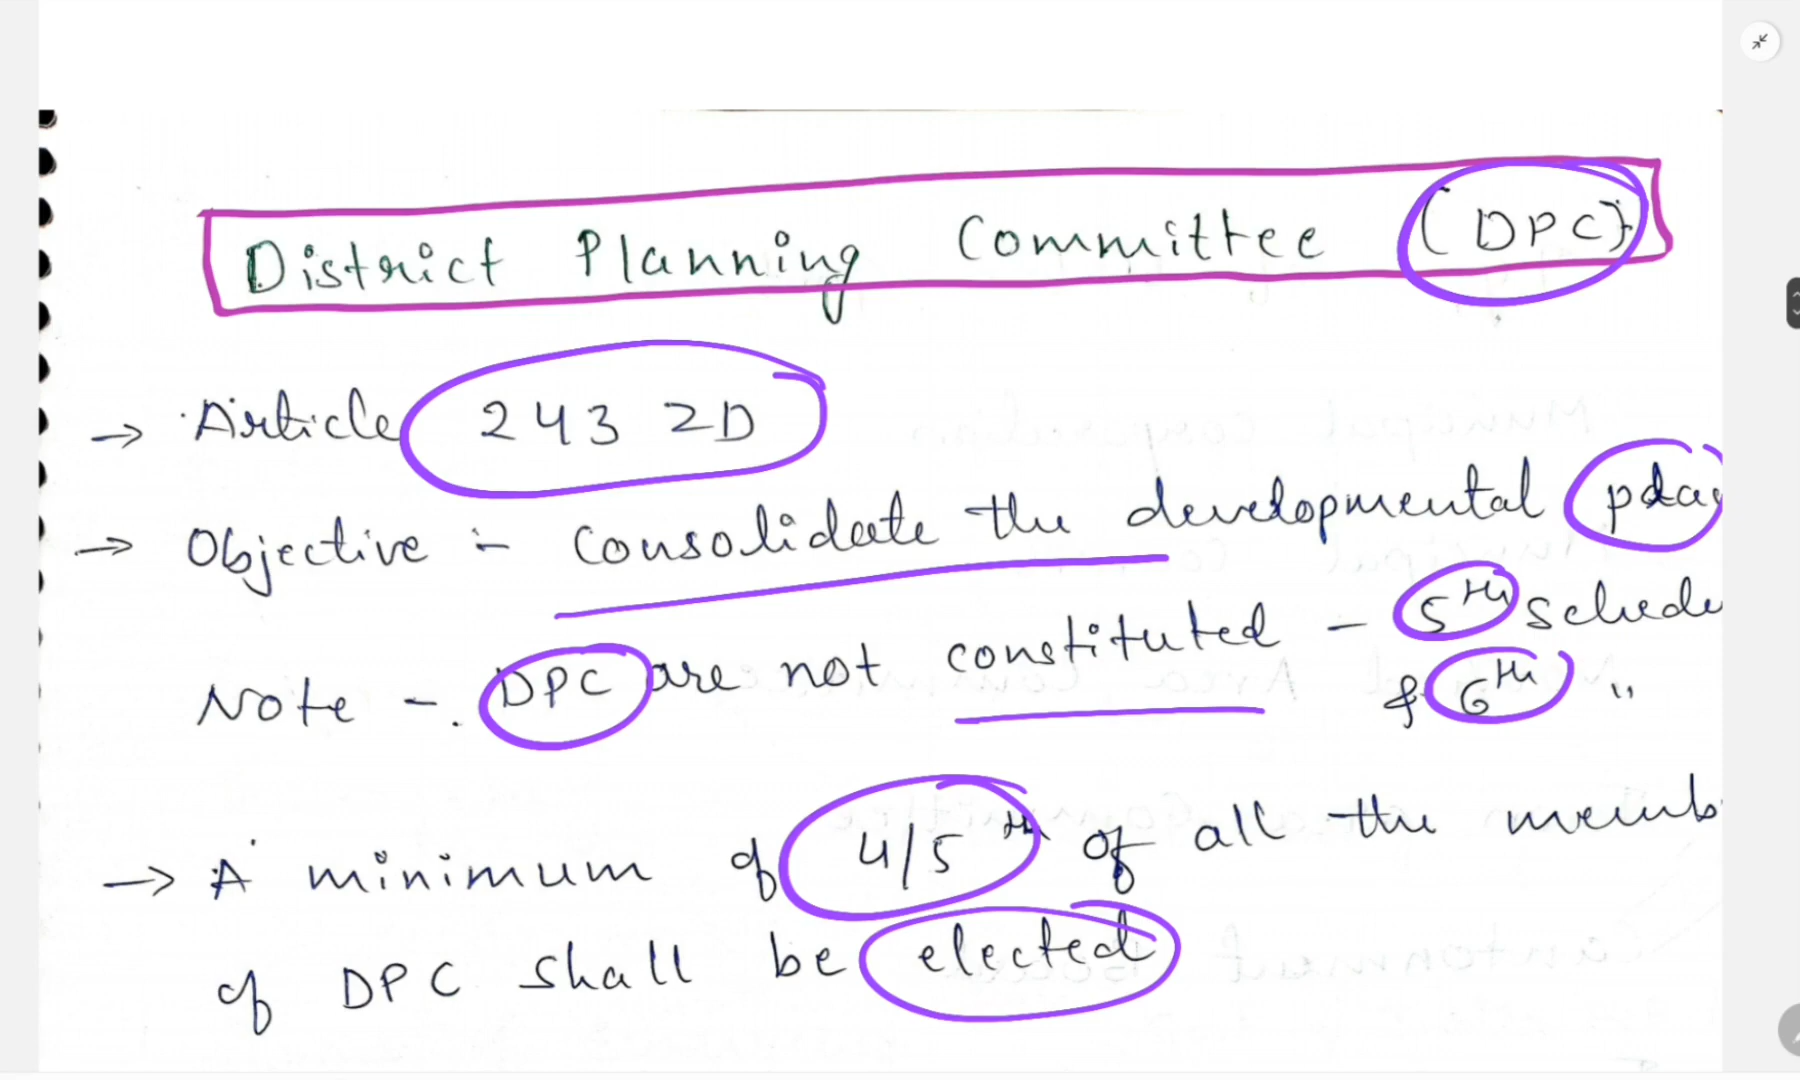 District Planning Committee (DPC)
→ Article 243 ZD
→ Objective :- Consolidate the developmental
Note -. DPC are not constituted - 5th
& 6th "
→ A minimum of 4/5th of all the
of DPC shall be elected